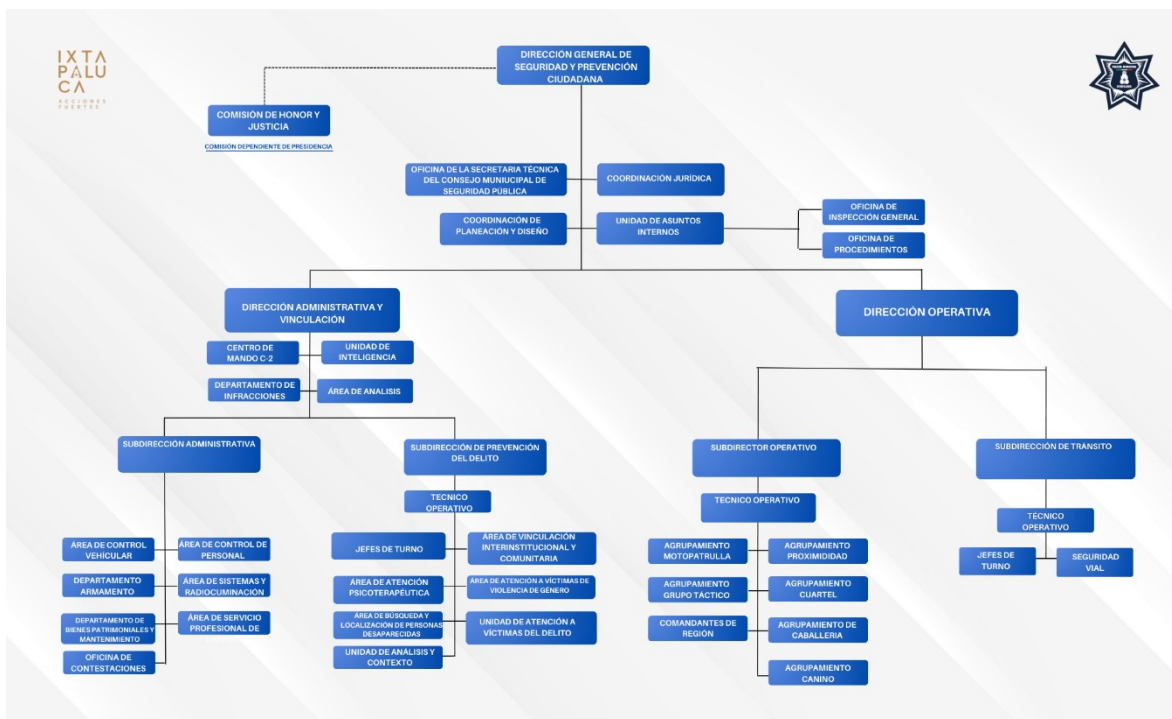 IXTA
PALU
CA
ACCIONES
FUERTES
DIRECCIÓN GENERAL DE
SEGURIDAD Y PREVENCIÓN
CIUDADANA
COMISIÓN DE HONOR Y
JUSTICIA
COMISIÓN DEPENDIENTE DE PRESIDENCIA
OFICINA DE LA SECRETARIA TÉCNICA
DEL CONSEJO MUNIUCIPAL DE
SEGURIDAD PÚBLICA
COORDINACIÓN JURÍDICA
COORDINACIÓN DE
PLANEACIÓN Y DISEÑO
UNIDAD DE ASUNTOS
INTERNOS
OFICINA DE
INSPECCIÓN GENERAL
OFICINA DE
PROCEDIMIENTOS
DIRECCIÓN ADMINISTRATIVA Y
VINCULACIÓN
DIRECCIÓN OPERATIVA
CENTRO DE
MANDO C-2
UNIDAD DE
INTELIGENCIA
DEPARTAMENTO DE
INFRACCIONES
ÁREA DE ANALISIS
SUBDIRECCIÓN ADMINISTRATIVA
ÁREA DE CONTROL
VEHICULAR
ÁREA DE CONTROL DE
PERSONAL
DEPARTAMENTO
ARMAMENTO
ÁREA DE SISTEMAS Y
RADIOCUMINACIÓN
DEPARTAMENTO DE
BIENES PATRIMONIALES Y
MANTENIMIENTO
ÁREA DE SERVICIO
PROFESIONAL DE
OFICINA DE
CONTESTACIONES
SUBDIRECCIÓN DE PREVENCIÓN
DEL DELITO
TECNICO
OPERATIVO
JEFES DE TURNO
ÁREA DE VINCULACIÓN
INTERINSTITUCIONAL Y
COMUNITARIA
ÁREA DE ATENCIÓN
PSICOTERAPÉUTICA
ÁREA DE ATENCIÓN A VÍCTIMAS DE
VIOLENCIA DE GÉNERO
ÁREA DE BÚSQUEDA Y
LOCALIZACIÓN DE PERSONAS
DESAPARECIDAS
UNIDAD DE ATENCIÓN A
VÍCTIMAS DEL DELITO
UNIDAD DE ANÁLISIS Y
CONTEXTO
SUBDIRECTOR OPERATIVO
TECNICO OPERATIVO
AGRUPAMIENTO
MOTOPATRULLA
AGRUPAMIENTO
PROXIMIDIDAD
AGRUPAMIENTO
GRUPO TÁCTICO
AGRUPAMIENTO
CUARTEL
COMANDANTES DE
REGIÓN
AGRUPAMIENTO DE
CABALLERIA
AGRUPAMIENTO
CANINO
SUBDIRECCIÓN DE TRÁNSITO
TÉCNICO
OPERATIVO
JEFES DE
TURNO
SEGURIDAD
VIAL